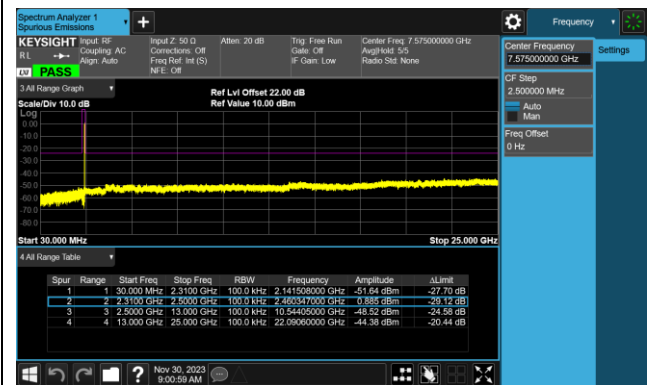 Spectrum Analyzer 1
Spurious Emissions
Frequency
KEYSIGHT Input: RF Input Z: 50 Ω Atten: 20 dB Trig: Free Run Center Freq: 7.575000000 GHz
RL Coupling: AC Corrections: Off Gate: Off Avg|Hold: 5/5
Align: Auto Freq Ref: Int (S) IF Gain: Low Radio Std: None
LXI PASS NFE: Off
Center Frequency
7.575000000 GHz
Settings
CF Step
2.500000 MHz
Auto
Man
Freq Offset
0 Hz
3 All Range Graph
Ref Lvl Offset 22.00 dB
Scale/Div 10.0 dB Ref Value 10.00 dBm
Log
0.00
-10.0
-20.0
-30.0
-40.0
-50.0
-60.0
-70.0
-80.0
Start 30.000 MHz Stop 25.000 GHz
4 All Range Table
Spur Range Start Freq Stop Freq RBW Frequency Amplitude ΔLimit
1 1 30.000 MHz 2.3100 GHz 100.0 kHz 2.141508000 GHz -51.64 dBm -27.70 dB
2 2 2.3100 GHz 2.5000 GHz 100.0 kHz 2.460347000 GHz 0.885 dBm -29.12 dB
3 3 2.5000 GHz 13.000 GHz 100.0 kHz 10.54405000 GHz -48.52 dBm -24.58 dB
4 4 13.000 GHz 25.000 GHz 100.0 kHz 22.09060000 GHz -44.38 dBm -20.44 dB
? Nov 30, 2023
9:00:59 AM